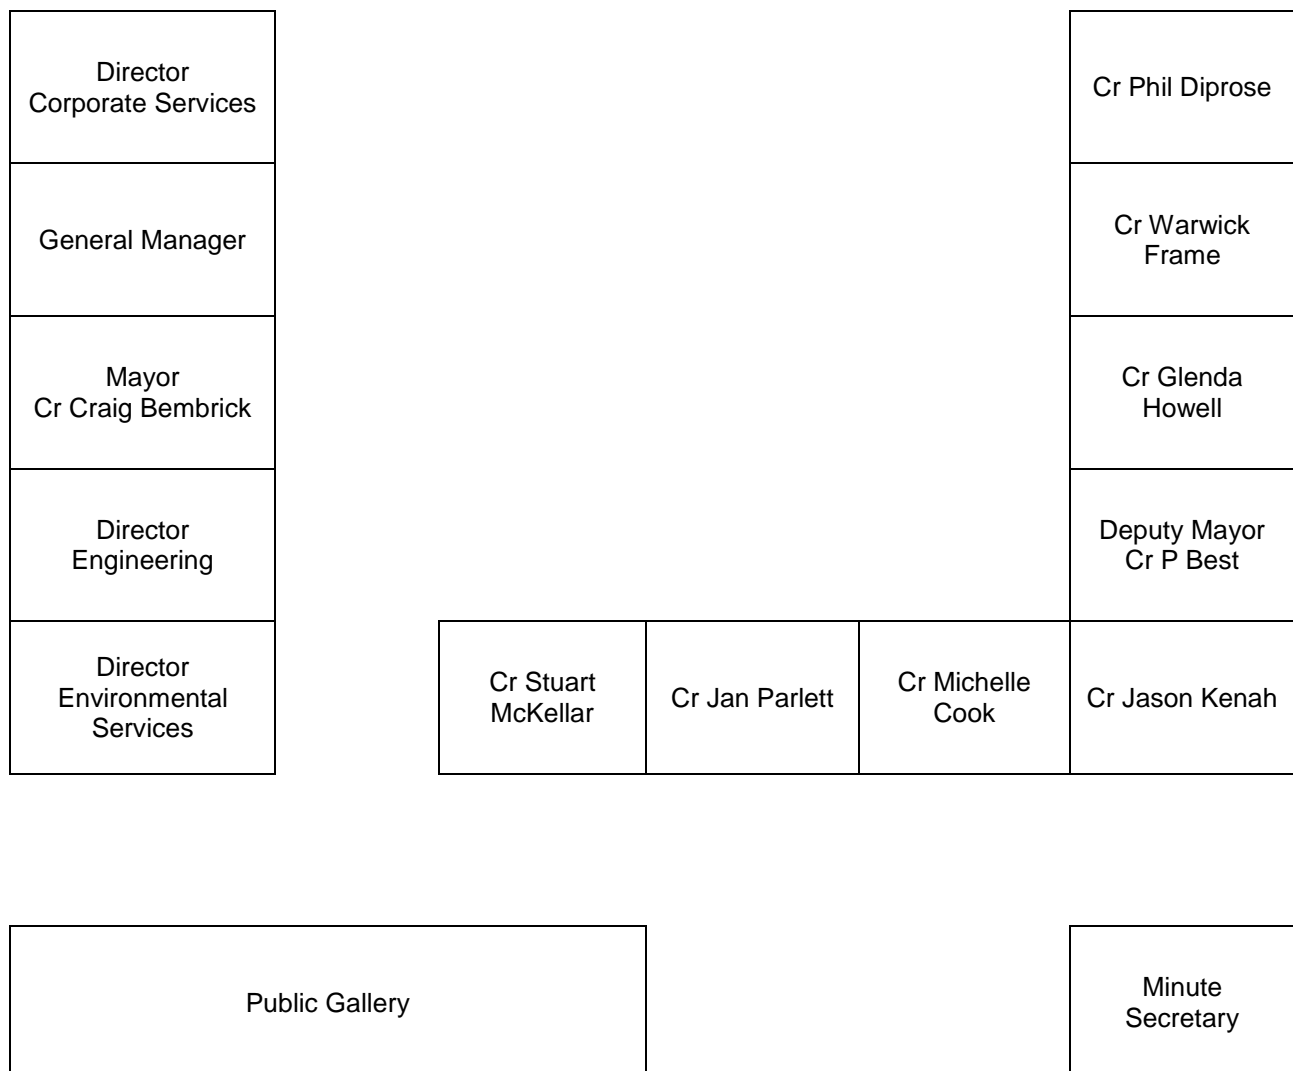 Director
Corporate Services
Cr Phil Diprose
General Manager
Cr Warwick
Frame
Mayor
Cr Craig Bembrick
Cr Glenda
Howell
Director
Engineering
Deputy Mayor
Cr P Best
Director
Environmental
Services
Cr Stuart
McKellar
Cr Jan Parlett
Cr Michelle
Cook
Cr Jason Kenah
Public Gallery
Minute
Secretary